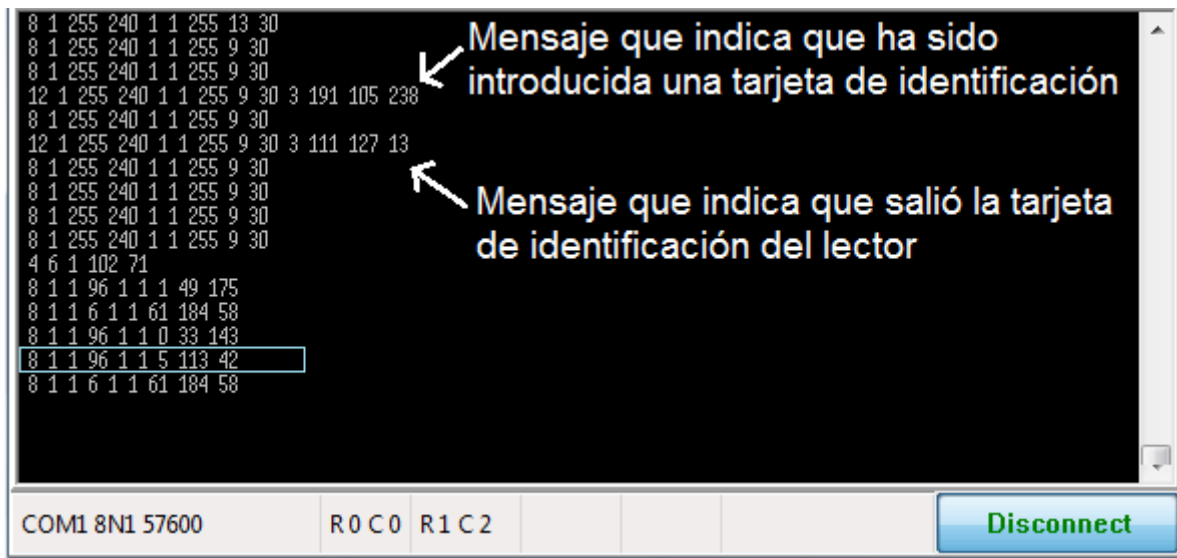 8 1 255 240 1 1 255 13 30
8 1 255 240 1 1 255 9 30
8 1 255 240 1 1 255 9 30
12 1 255 240 1 1 255 9 30 3 191 105 238
8 1 255 240 1 1 255 9 30
12 1 255 240 1 1 255 9 30 3 111 127 13
8 1 255 240 1 1 255 9 30
8 1 255 240 1 1 255 9 30
8 1 255 240 1 1 255 9 30
8 1 255 240 1 1 255 9 30
4 6 1 102 71
8 1 1 96 1 1 1 49 175
8 1 1 6 1 1 61 184 58
8 1 1 96 1 1 0 33 143
8 1 1 96 1 1 5 113 42
8 1 1 6 1 1 61 184 58
Mensaje que indica que ha sido
introducida una tarjeta de identificación
Mensaje que indica que salió la tarjeta
de identificación del lector
COM1 8N1 57600 R 0 C 0 R 1 C 2 Disconnect